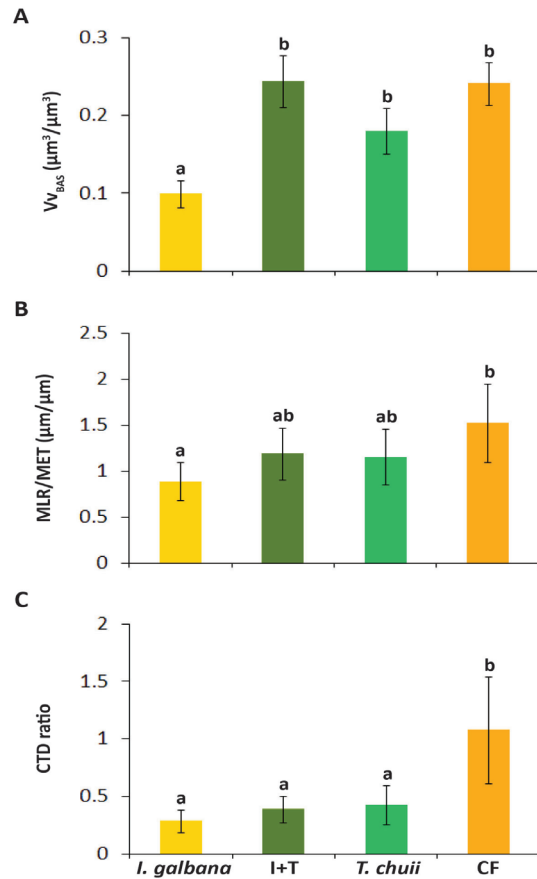 A
Vv_BAS (μm³/μm³)
0.3
0.2
0.1
0
a
b
b
b
B
MLR/MET (μm/μm)
2.5
2
1.5
1
0.5
0
a
ab
ab
b
C
CTD ratio
2
1.5
1
0.5
0
a
a
a
b
I. galbana
I+T
T. chuii
CF